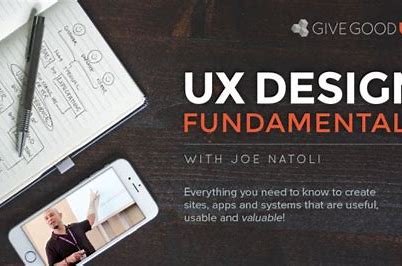 GIVE GOOD U
UX DESIGN
FUNDAMENTAL
WITH JOE NATOLI
Everything you need to know to create
sites, apps and systems that are useful,
usable and valuable!